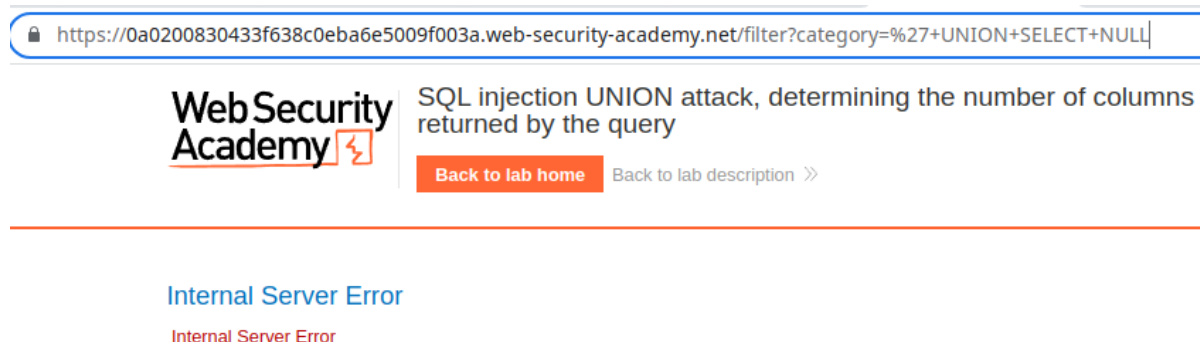 https://0a0200830433f638c0eba6e5009f003a.web-security-academy.net/filter?category=%27+UNION+SELECT+NULL
Web Security
Academy
SQL injection UNION attack, determining the number of columns
returned by the query
Back to lab home
Back to lab description
Internal Server Error
Internal Server Error